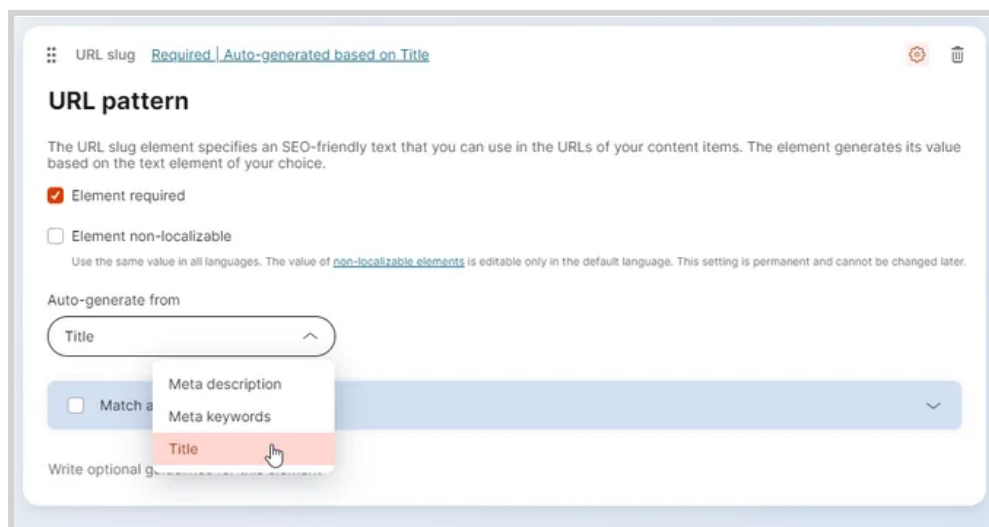 URL slug Required | Auto-generated based on Title
URL pattern
The URL slug element specifies an SEO-friendly text that you can use in the URLs of your content items. The element generates its value
based on the text element of your choice.
Element required
Element non-localizable
Use the same value in all languages. The value of non-localizable elements is editable only in the default language. This setting is permanent and cannot be changed later.
Auto-generate from
Title
Meta description
Match
Meta keywords
Title
Write optional